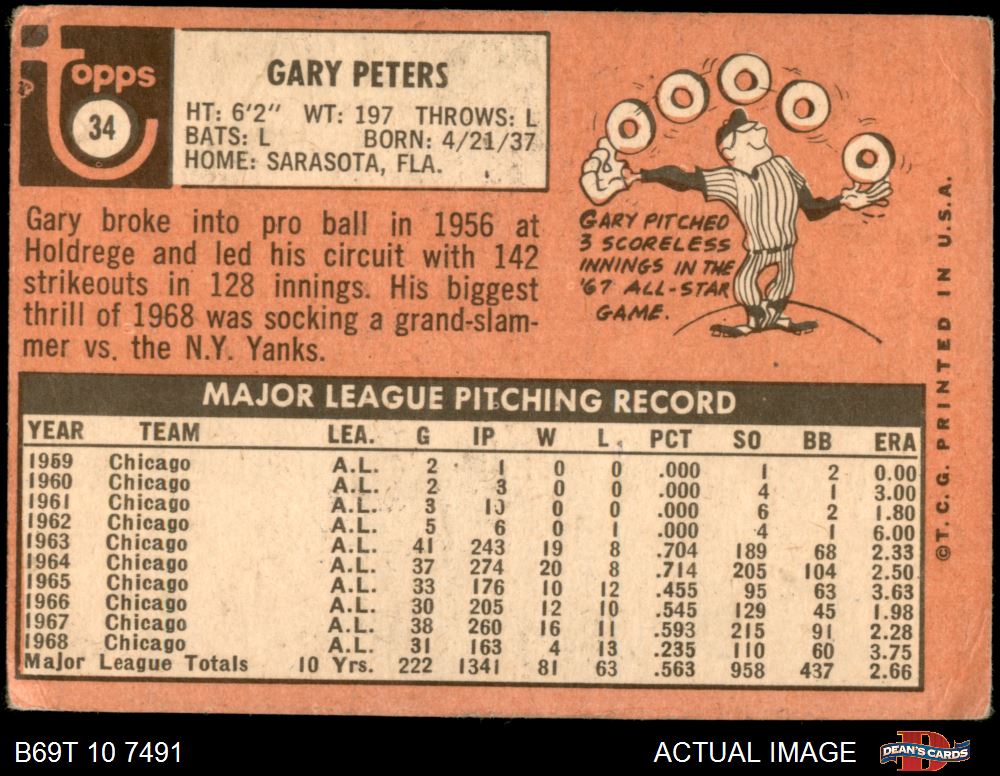 topps
34
GARY PETERS
HT: 6'2" WT: 197 THROWS: L
BATS: L BORN: 4/21/37
HOME: SARASOTA, FLA.
Gary broke into pro ball in 1956 at
Holdrege and led his circuit with 142
strikeouts in 128 innings. His biggest
thrill of 1968 was socking a grand-slam-
mer vs. the N.Y. Yanks.
GARY PITCHED
3 SCORELESS
INNINGS IN THE
'67 ALL-STAR
GAME.
©T.C.G. PRINTED IN U.S.A.
MAJOR LEAGUE PITCHING RECORD
YEAR TEAM LEA. G IP W L PCT SO BB ERA
1959 Chicago A.L. 2 1 0 0 .000 1 2 0.00
1960 Chicago A.L. 2 3 0 0 .000 4 1 3.00
1961 Chicago A.L. 3 10 0 0 .000 6 2 1.80
1962 Chicago A.L. 5 6 0 1 .000 4 1 6.00
1963 Chicago A.L. 41 243 19 8 .704 189 68 2.33
1964 Chicago A.L. 37 274 20 8 .714 205 104 2.50
1965 Chicago A.L. 33 176 10 12 .455 95 63 3.63
1966 Chicago A.L. 30 205 12 10 .545 129 45 1.98
1967 Chicago A.L. 38 260 16 11 .593 215 91 2.28
1968 Chicago A.L. 31 163 4 13 .235 110 60 3.75
Major League Totals 10 Yrs. 222 1341 81 63 .563 958 437 2.66
B69T 10 7491 ACTUAL IMAGE DEAN'S CARDS